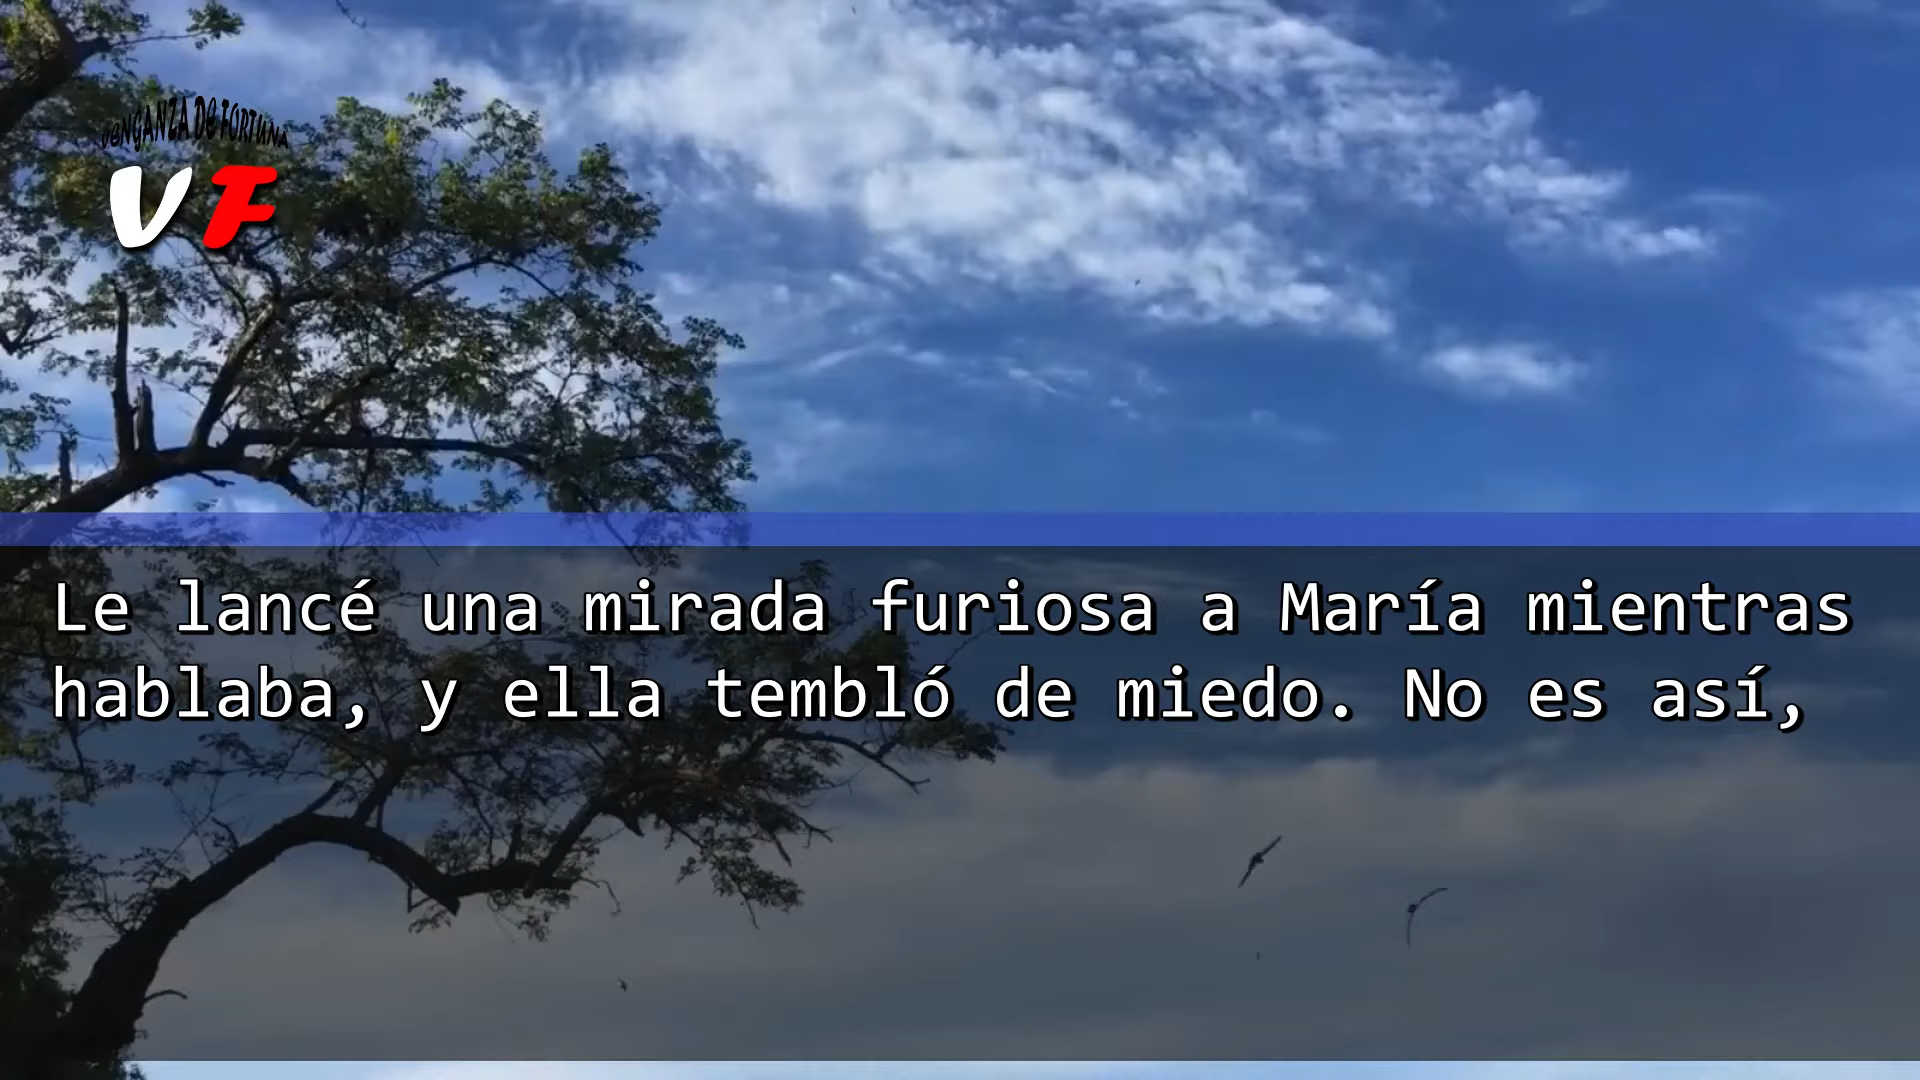 VENGANZA DE FORTUNA
VF
Le lancé una mirada furiosa a María mientras
hablaba, y ella tembló de miedo. No es así,